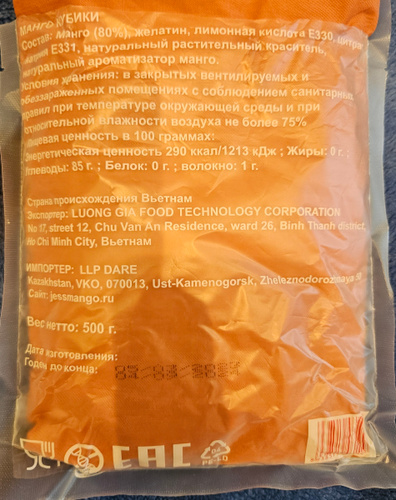 МАНГО КУБИКИ
Состав: Манго (80%), желатин, лимонная кислота Е330, цитрат
натрия Е331, натуральный растительный краситель,
натуральный ароматизатор манго.
Условия хранения: в закрытых вентилируемых и
обеззараженных помещениях с соблюдением санитарных
правил при температуре окружающей среды и при
относительной влажности воздуха не более 75%
Пищевая ценность в 100 граммах:
Энергетическая ценность 290 ккал/1213 кДж ; Жиры: 0 г. ;
Углеводы: 85 г. ; Белок: 0 г. ; волокно: 1 г.
Страна происхождения Вьетнам
Экспортер: LUONG GIA FOOD TECHNOLOGY CORPORATION
No 17, street 12, Chu Van An Residence, ward 26, Binh Thanh district,
Ho Chi Minh City, Вьетнам
ИМПОРТЕР: LLP DARE
Kazakhstan, VKO, 070013, Ust-Kamenogorsk, Zheleznodoroznaya
Сайт: jessmango.ru
Вес нетто: 500 г.
Дата изготовления:
Годен до конца:
EAC